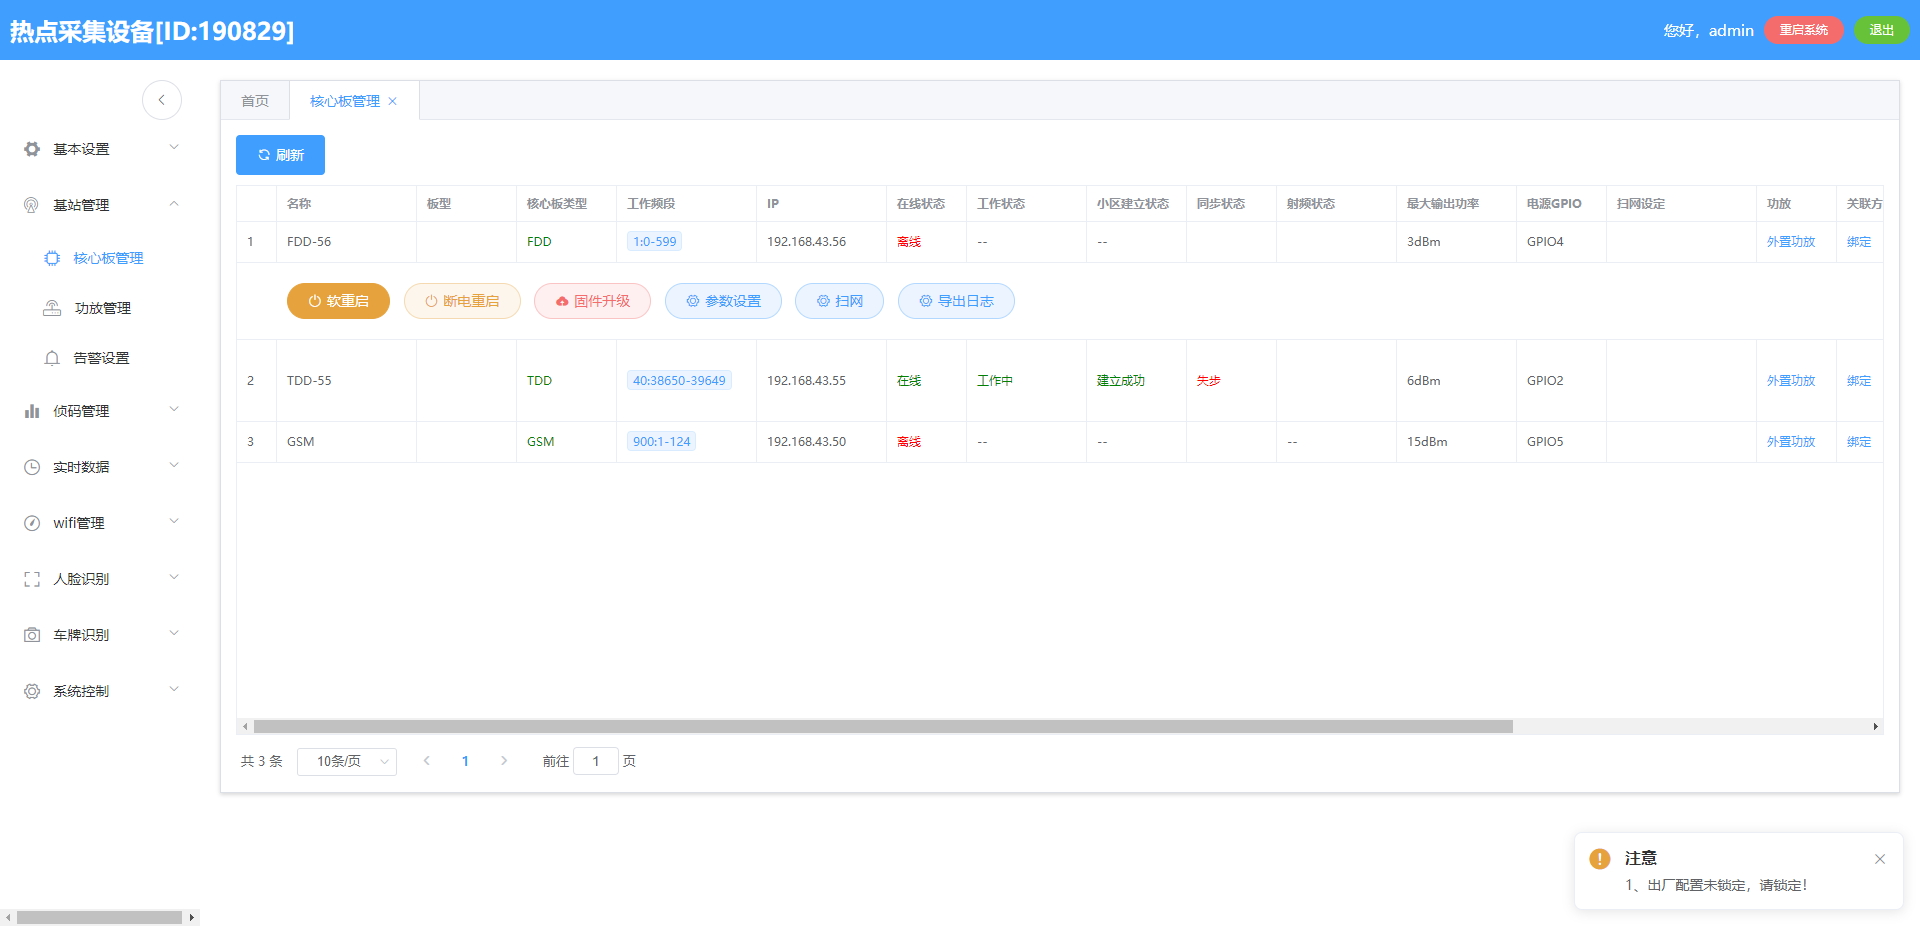 热点采集设备[ID:190829]
您好，admin 重启系统 退出
基本设置
基站管理
核心板管理
功放管理
告警设置
侦码管理
实时数据
wifi管理
人脸识别
车牌识别
系统控制
首页 核心板管理
刷新
名称 板型 核心板类型 工作频段 IP 在线状态 工作状态 小区建立状态 同步状态 射频状态 最大输出功率 电源GPIO 扫网设定 功放 关联方
1 FDD-56 FDD 1:0-599 192.168.43.56 离线 -- -- 3dBm GPIO4 外置功放 绑定
软重启 断电重启 固件升级 参数设置 扫网 导出日志
2 TDD-55 TDD 40:38650-39649 192.168.43.55 在线 工作中 建立成功 失步 6dBm GPIO2 外置功放 绑定
3 GSM GSM 900:1-124 192.168.43.50 离线 -- -- -- 15dBm GPIO5 外置功放 绑定
共 3 条 10条/页 1 前往 1 页
注意
1、出厂配置未锁定，请锁定！